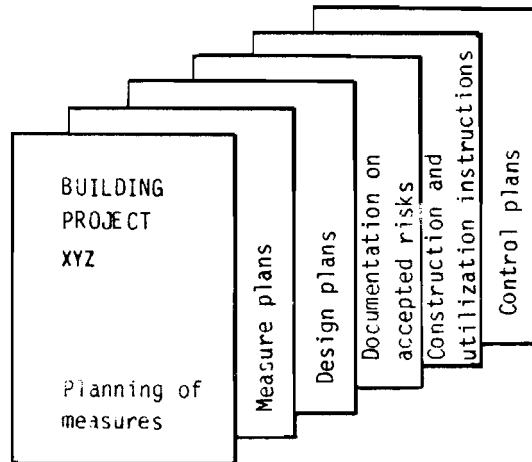 BUILDING
PROJECT
XYZ
Planning of
measures
Measure plans
Design plans
Documentation on
accepted risks
Construction and
utilization instructions
Control plans